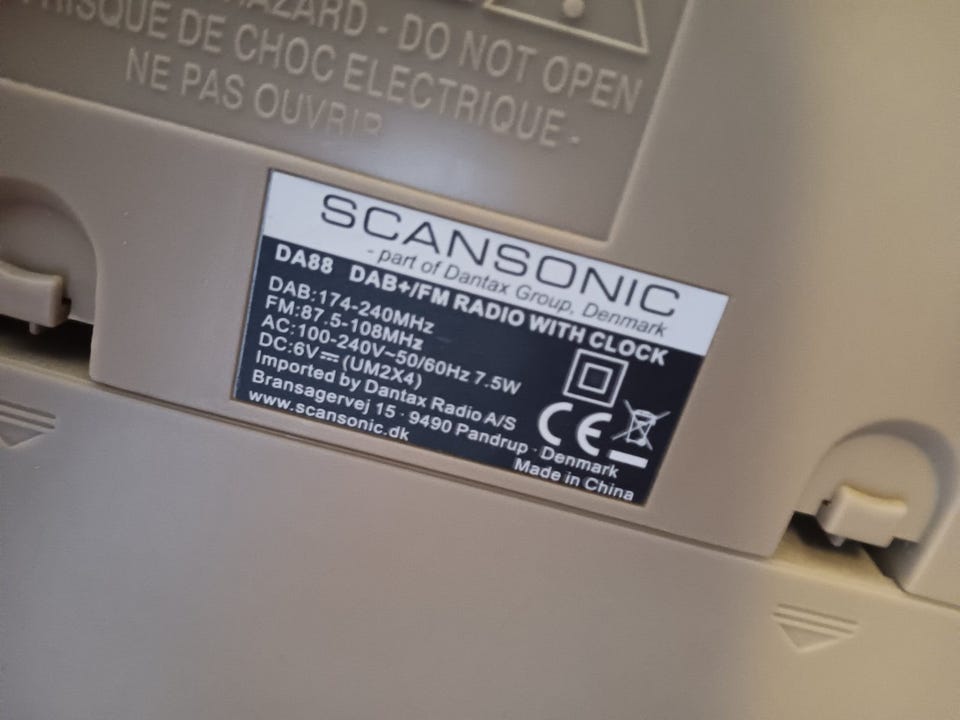 HAZARD - DO NOT OPEN
RISQUE DE CHOC ELECTRIQUE -
NE PAS OUVRIR
SCANSONIC
- part of Dantax Group, Denmark
DA88 DAB+/FM RADIO WITH CLOCK
DAB:174-240MHz
FM:87.5-108MHz
AC:100-240V~50/60Hz 7.5W
DC:6V⎓(UM2X4)
Imported by Dantax Radio A/S
Bransagervej 15 · 9490 Pandrup · Denmark
www.scansonic.dk
Made in China
CE